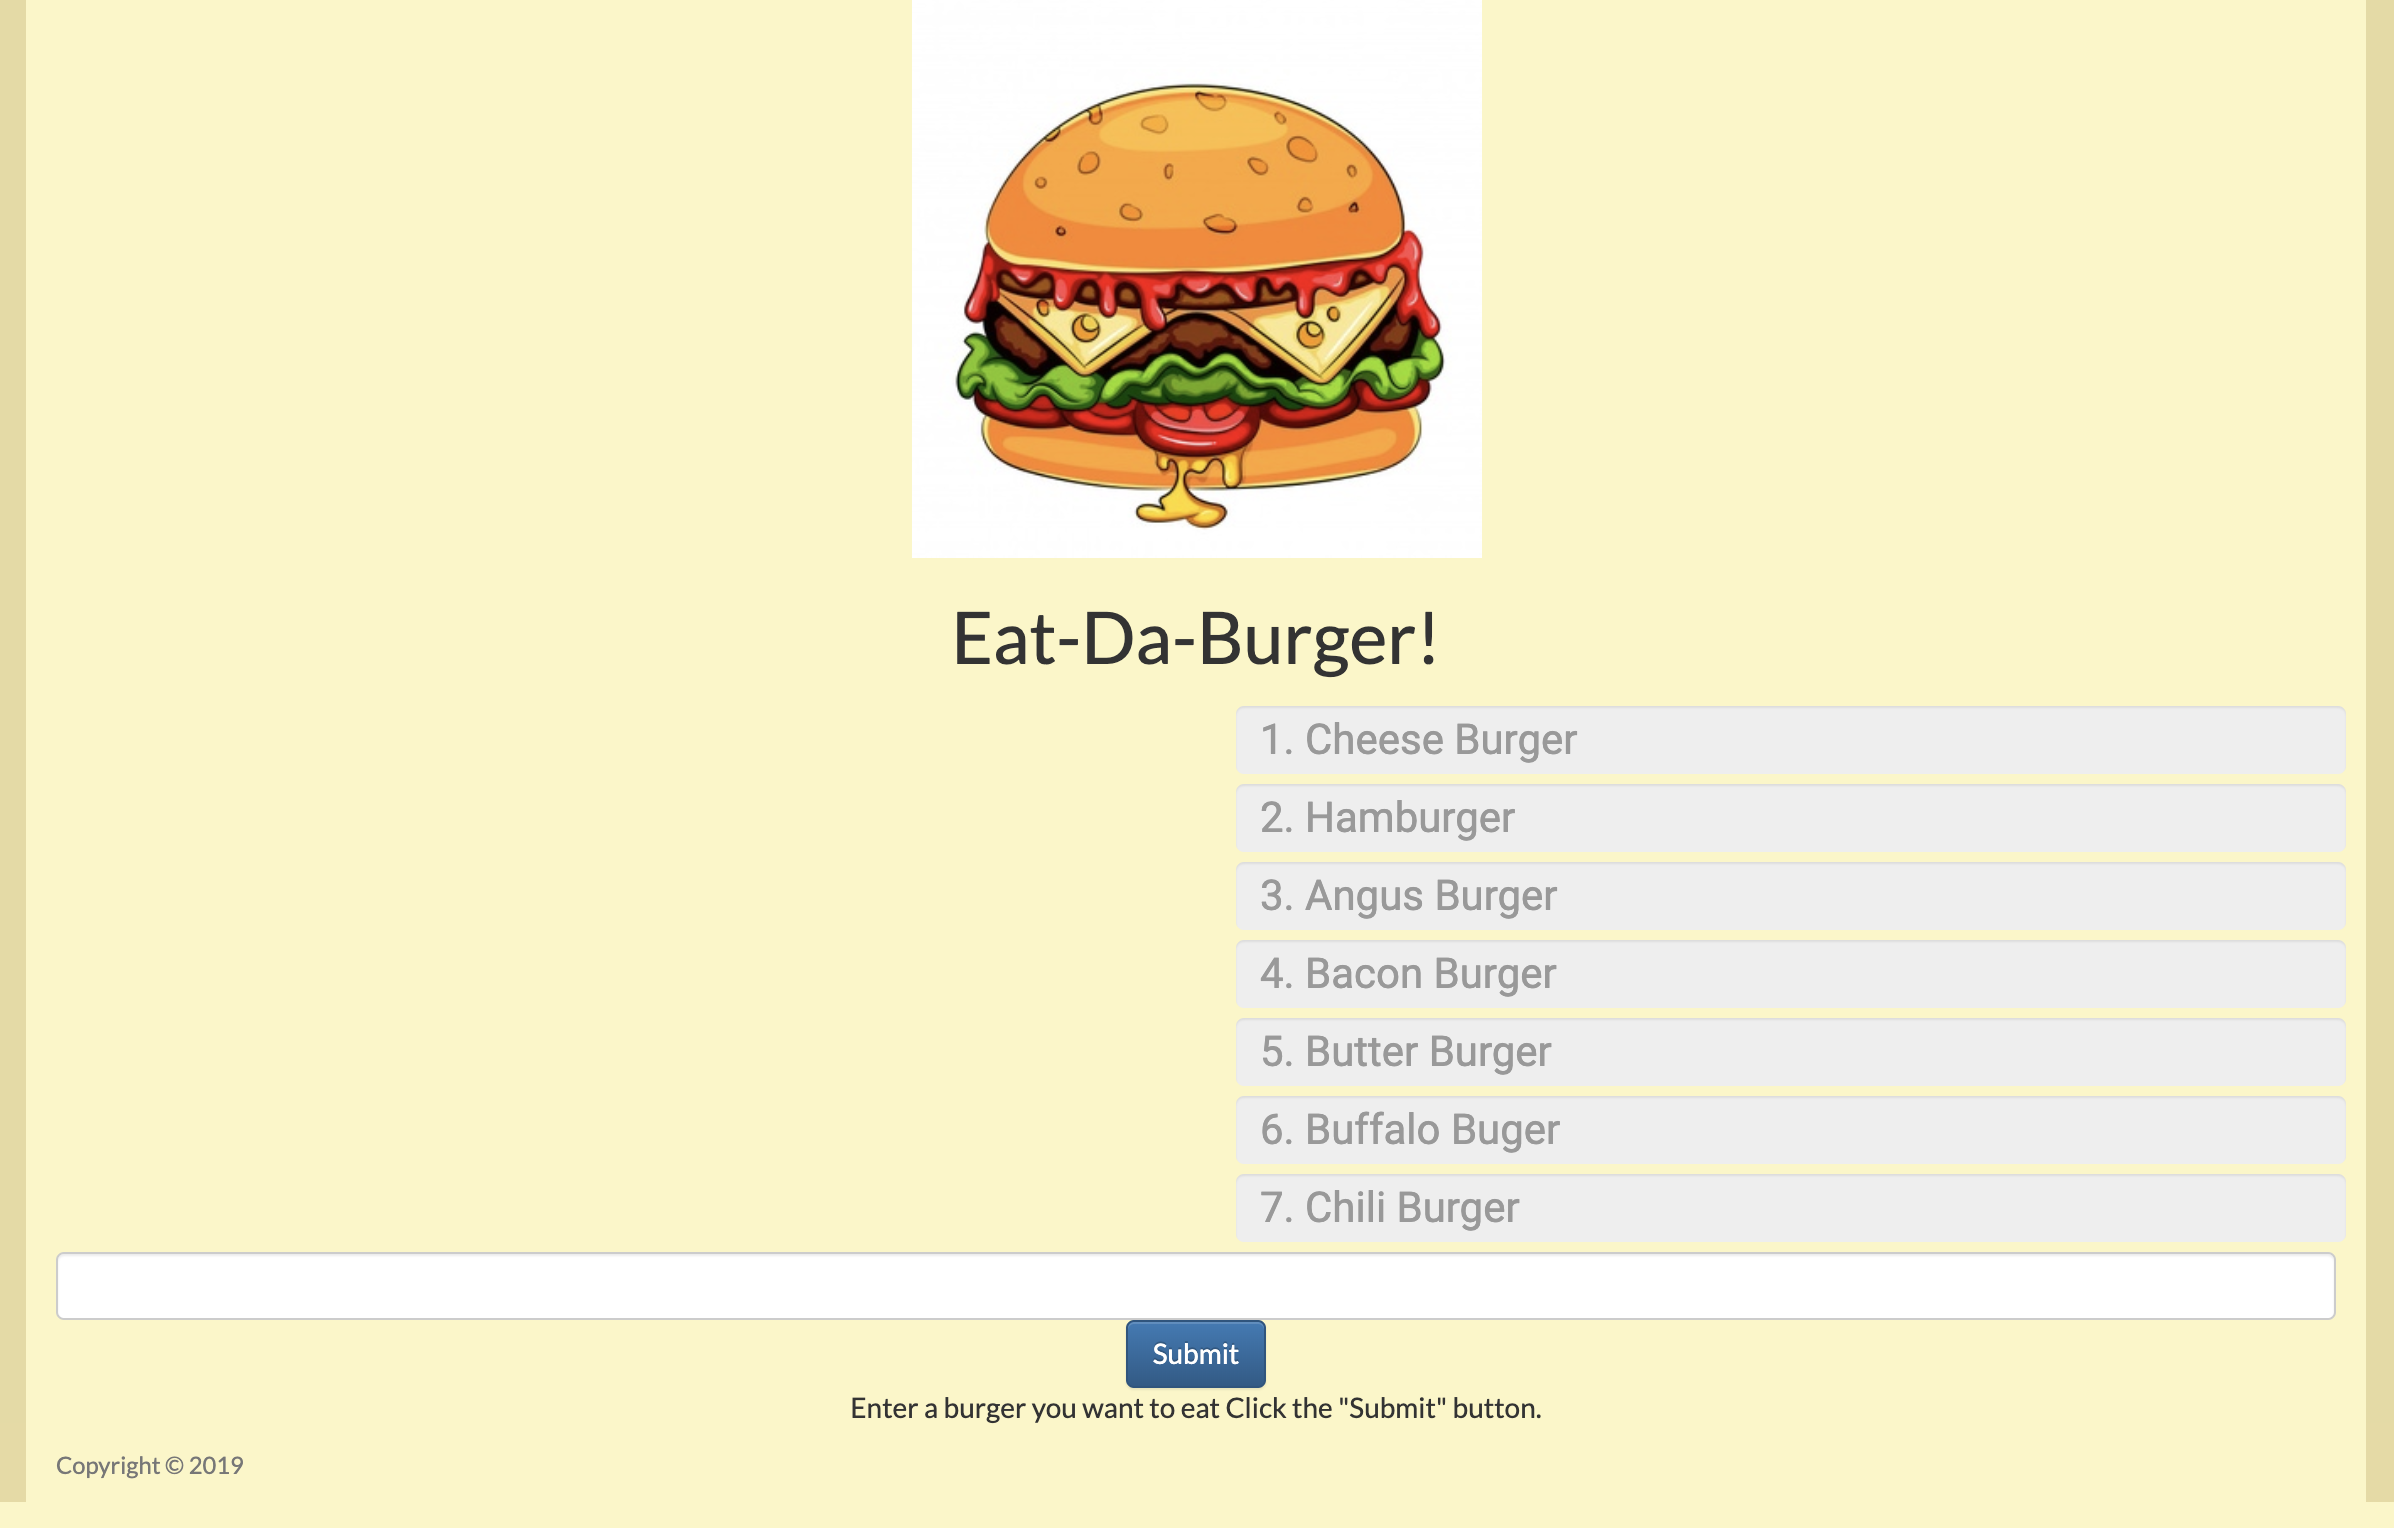 Eat-Da-Burger!
1. Cheese Burger
2. Hamburger
3. Angus Burger
4. Bacon Burger
5. Butter Burger
6. Buffalo Buger
7. Chili Burger
Submit
Enter a burger you want to eat Click the "Submit" button.
Copyright © 2019